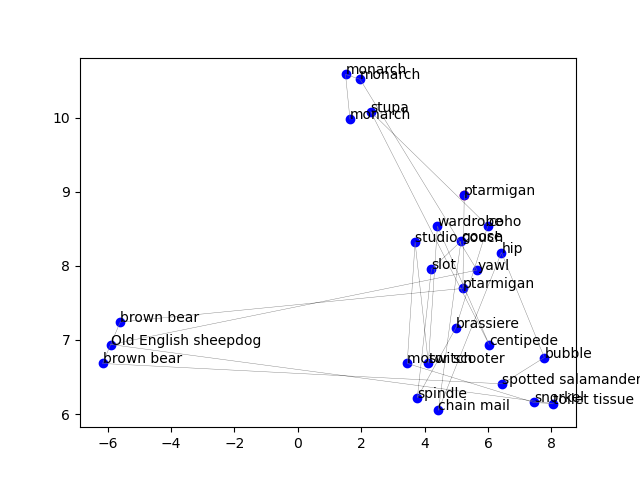 monarch
monarch
stupa
monarch
ptarmigan
wardrobe
coho
studio couch
goose
hip
slot
yawl
ptarmigan
brown bear
brassiere
Old English sheepdog
centipede
brown bear
switch
bubble
spotted salamander
spindle
chain mail
snorkel
toilet tissue
10
9
8
7
6
−6
−4
−2
0
2
4
6
8